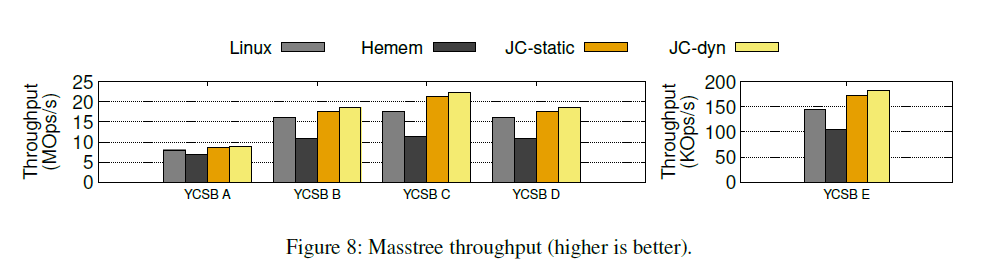 Linux Hemem JC-static JC-dyn
Throughput
(MOps/s)
25
20
15
10
5
0
YCSB A YCSB B YCSB C YCSB D
Throughput
(KOps/s)
200
150
100
50
0
YCSB E
Figure 8: Masstree throughput (higher is better).